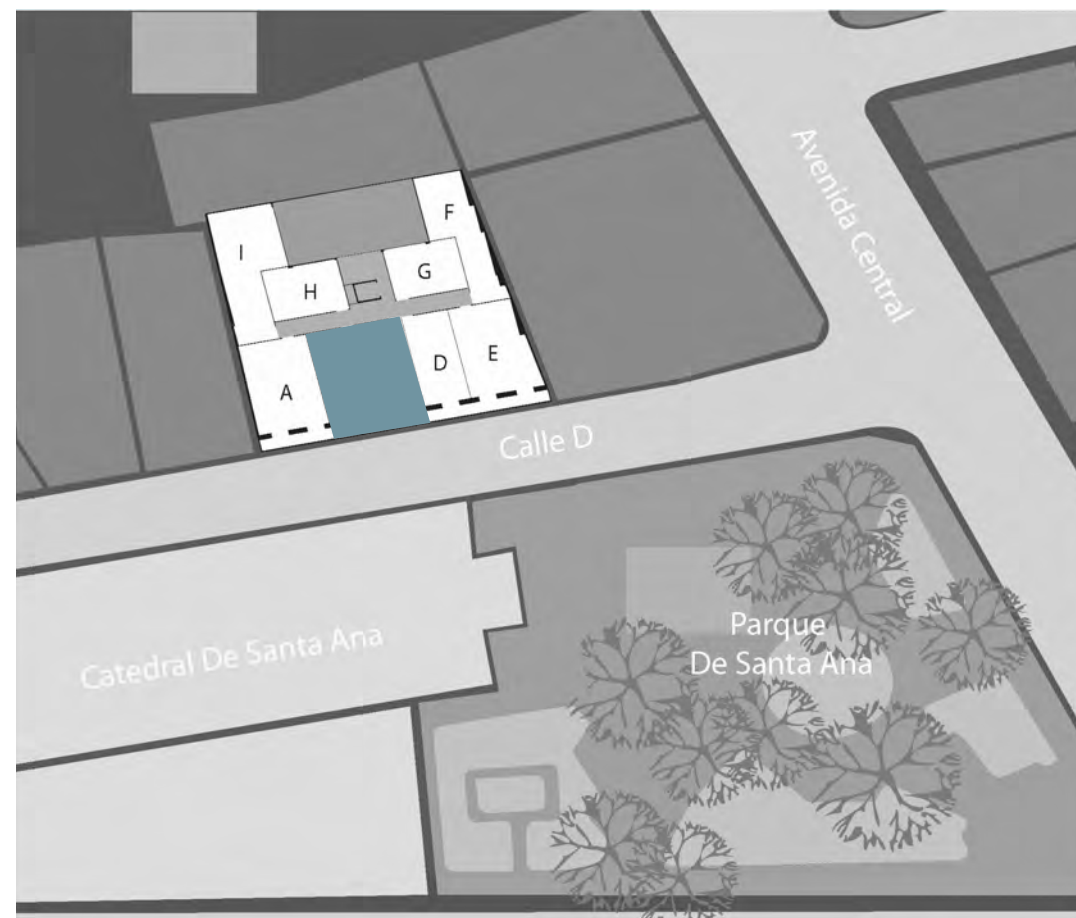 Avenida Central
F
I
G
H
D
E
A
Calle D
Parque
De Santa Ana
Catedral De Santa Ana